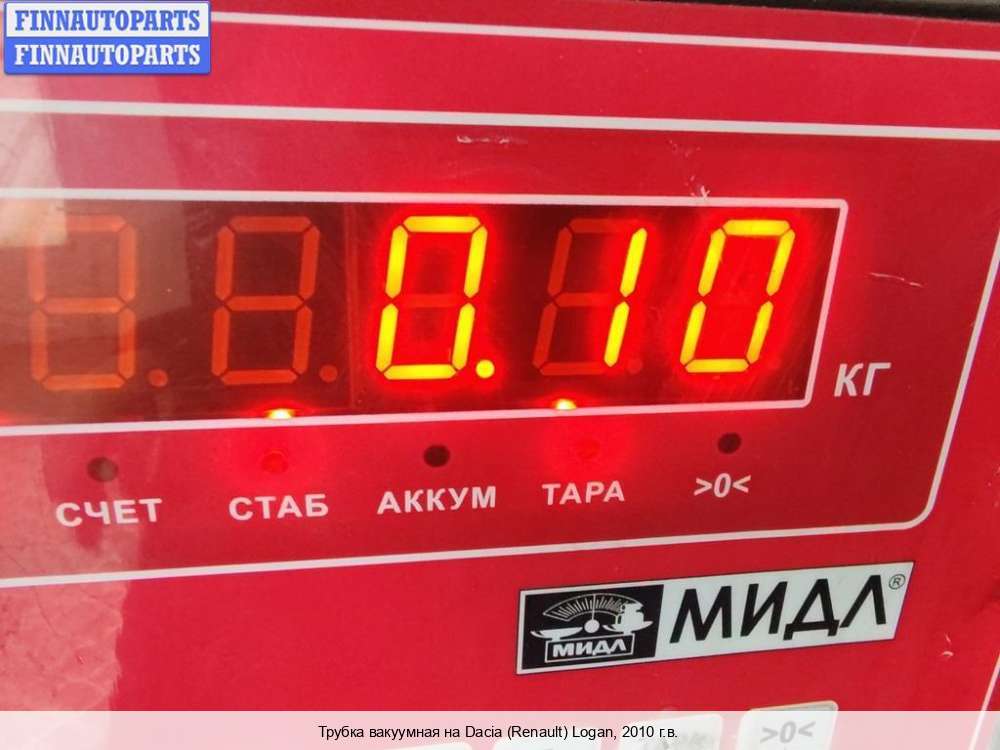 FINNAUTOPARTS
FINNAUTOPARTS
0.10
КГ
СЧЕТ СТАБ АККУМ ТАРА >0<
МИДЛ МИДЛ®
>0<
Трубка вакуумная на Dacia (Renault) Logan, 2010 г.в.